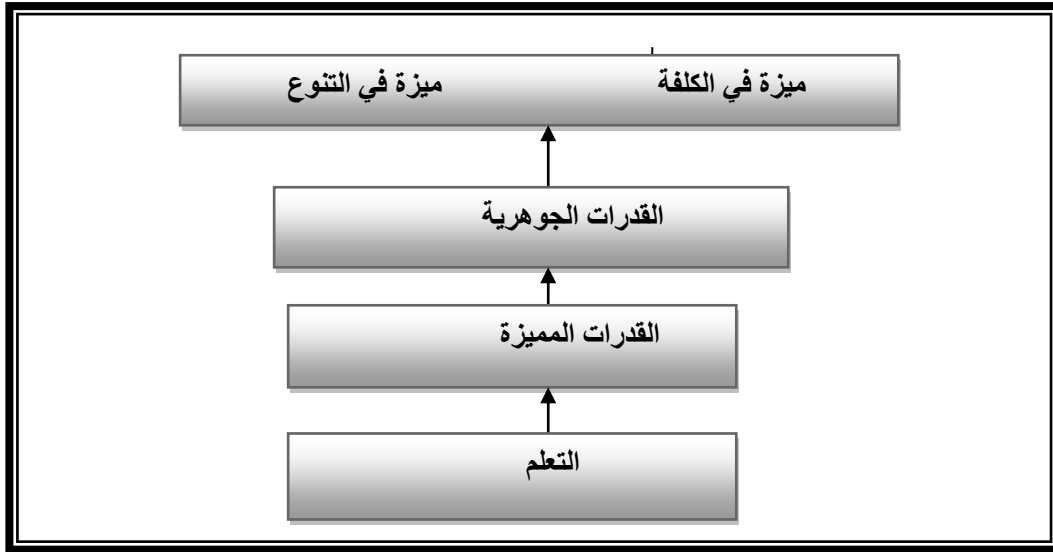 ميزة في الكلفة ميزة في التنوع
القدرات الجوهرية
القدرات المميزة
التعلم